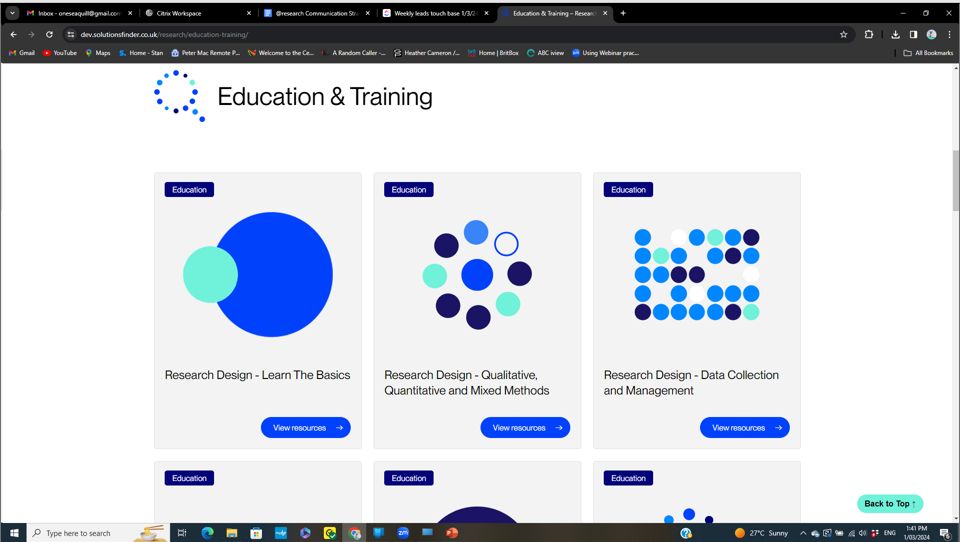 Inbox - oneseaquill@gmail.com
Citrix Workspace
@research Communication Str
Weekly leads touch base 1/3/2
Education & Training – Researc
dev.solutionsfinder.co.uk/research/education-training/
Gmail
YouTube
Maps
Home - Stan
Peter Mac Remote P...
Welcome to the Ce...
A Random Caller -...
Heather Cameron /...
Home | BritBox
ABC iview
Using Webinar prac...
All Bookmarks
Education & Training
Education
Education
Education
Research Design - Learn The Basics
Research Design - Qualitative,
Quantitative and Mixed Methods
Research Design - Data Collection
and Management
View resources →
View resources →
View resources →
Education
Education
Education
Back to Top ↑
Type here to search
27°C Sunny
ENG
1:41 PM
1/03/2024